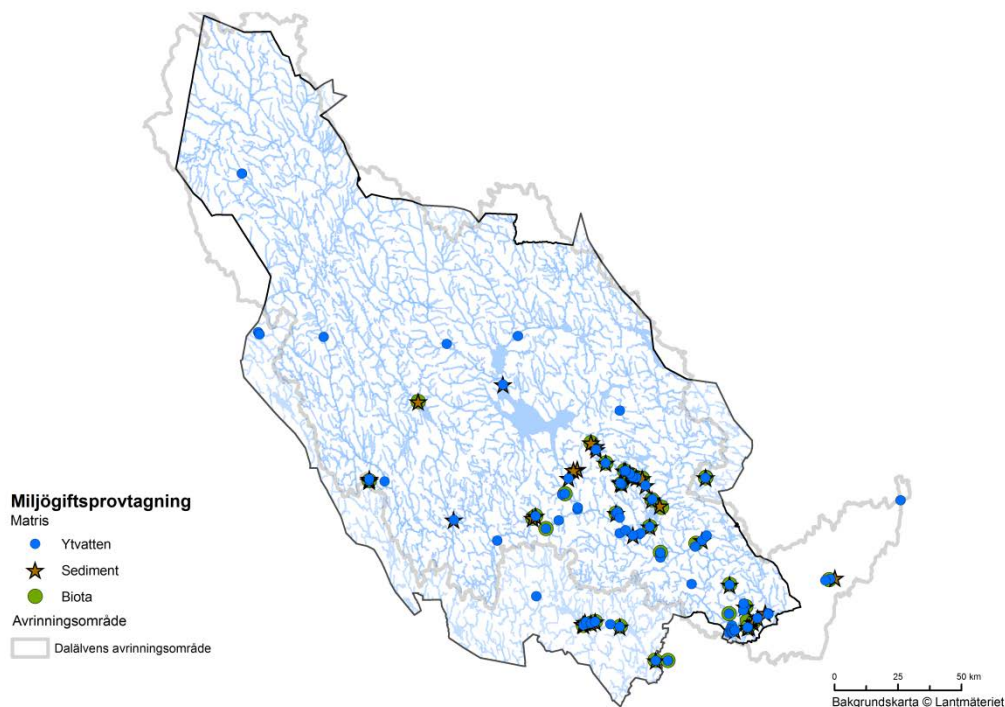 Miljögiftsprovtagning
Matris
Ytvatten
Sediment
Biota
Avrinningsområde
Dalälvens avrinningsområde
0 25 50 km
Bakgrundskarta © Lantmäteriet